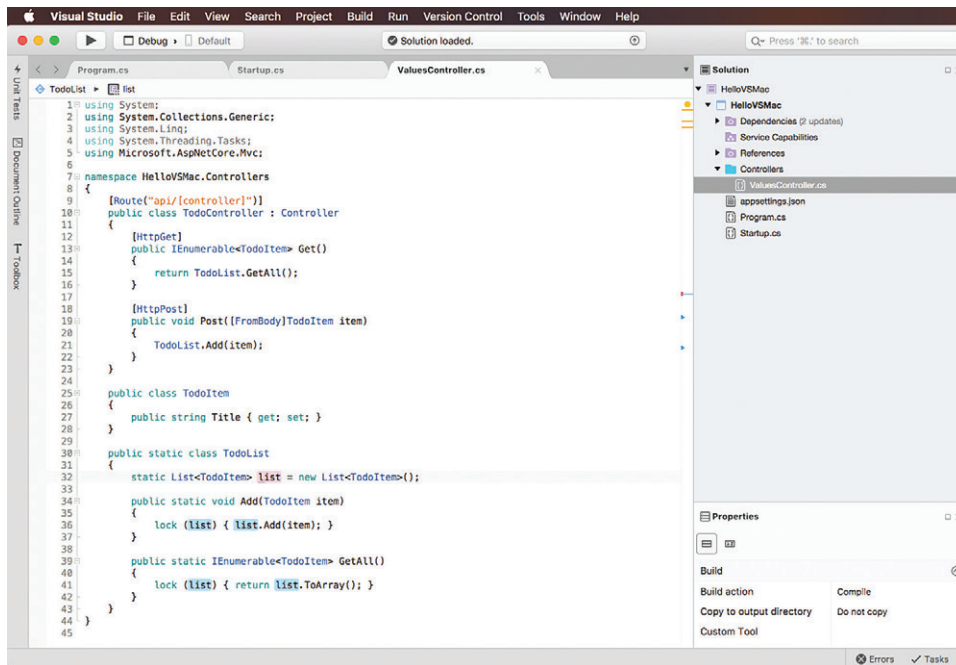 Visual Studio File Edit View Search Project Build Run Version Control Tools Window Help
Debug › Default
Solution loaded.
Press '⌘.' to search
Program.cs
Startup.cs
ValuesController.cs
Unit Tests
Document Outline
Toolbox
TodoList ▸ list
1 using System;
2 using System.Collections.Generic;
3 using System.Linq;
4 using System.Threading.Tasks;
5 using Microsoft.AspNetCore.Mvc;
6
7 namespace HelloVSMac.Controllers
8 {
9 [Route("api/[controller]")]
10 public class TodoController : Controller
11 {
12 [HttpGet]
13 public IEnumerable<TodoItem> Get()
14 {
15 return TodoList.GetAll();
16 }
17
18 [HttpPost]
19 public void Post([FromBody]TodoItem item)
20 {
21 TodoList.Add(item);
22 }
23 }
24
25 public class TodoItem
26 {
27 public string Title { get; set; }
28 }
29
30 public static class TodoList
31 {
32 static List<TodoItem> list = new List<TodoItem>();
33
34 public static void Add(TodoItem item)
35 {
36 lock (list) { list.Add(item); }
37 }
38
39 public static IEnumerable<TodoItem> GetAll()
40 {
41 lock (list) { return list.ToArray(); }
42 }
43 }
44 }
45
Solution
HelloVSMac
HelloVSMac
Dependencies (2 updates)
Service Capabilities
References
Controllers
ValuesController.cs
appsettings.json
Program.cs
Startup.cs
Properties
Build
Build action Compile
Copy to output directory Do not copy
Custom Tool
Errors Tasks